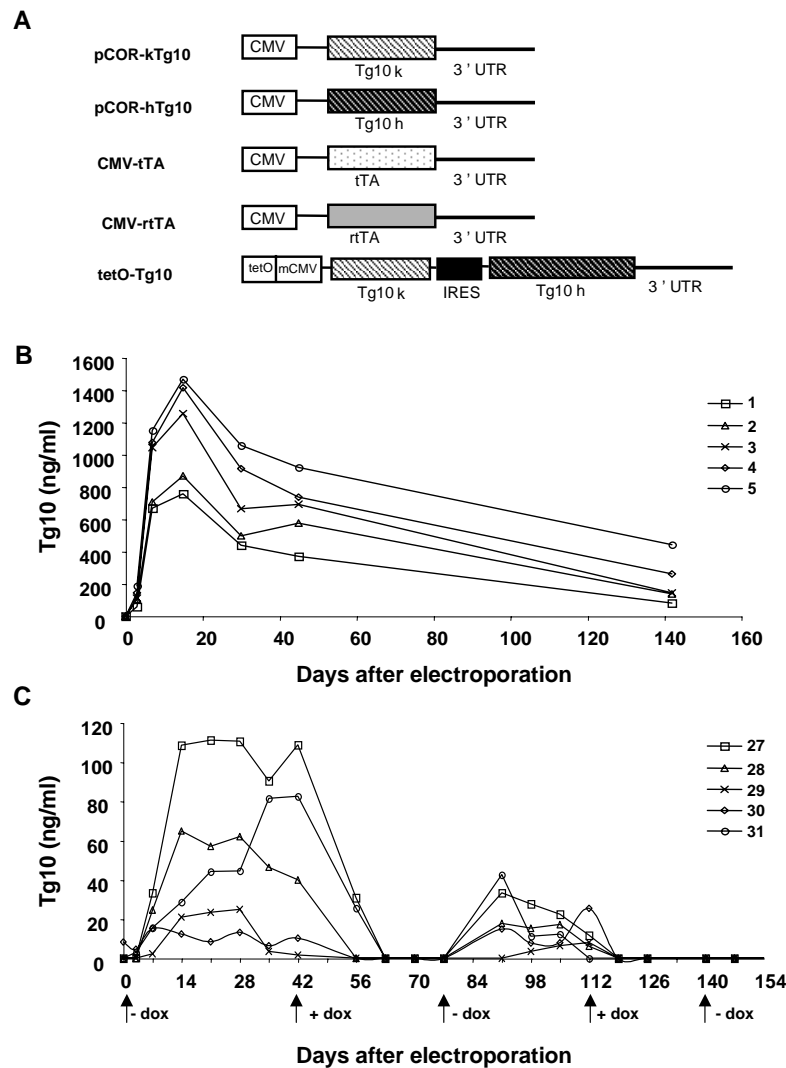 A
pCOR-kTg10
CMV
Tg10 k
3 ’ UTR
pCOR-hTg10
CMV
Tg10 h
3 ’ UTR
CMV-tTA
CMV
tTA
3 ’ UTR
CMV-rtTA
CMV
rtTA
3 ’ UTR
tetO-Tg10
tetO mCMV
Tg10 k
IRES
Tg10 h
3 ’ UTR
B
Tg10 (ng/ml)
1600
1400
1200
1000
800
600
400
200
0
0 20 40 60 80 100 120 140 160
Days after electroporation
1
2
3
4
5
C
Tg10 (ng/ml)
120
100
80
60
40
20
0
0 14 28 42 56 70 84 98 112 126 140 154
- dox + dox - dox + dox - dox
Days after electroporation
27
28
29
30
31